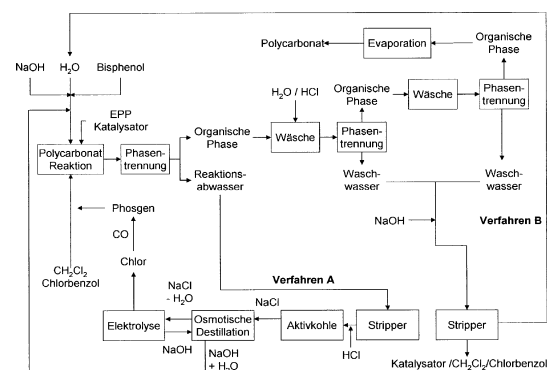 Organische
Phase
Polycarbonat
Evaporation
NaOH
H₂O
Bisphenol
H₂O / HCl
Organische
Phase
Wäsche
Phasen-
trennung
EPP
Katalysator
Organische
Phase
Wäsche
Phasen-
trennung
Polycarbonat
Reaktion
Phasen-
trennung
Reaktions-
abwasser
Wasch-
wasser
Wasch-
wasser
Phosgen
NaOH
Verfahren B
CO
Chlor
CH₂Cl₂
Chlorbenzol
Verfahren A
NaCl
- H₂O
NaCl
Elektrolyse
Osmotische
Destillation
Aktivkohle
Stripper
Stripper
NaOH
NaOH
+ H₂O
HCl
Katalysator /CH₂Cl₂/Chlorbenzol